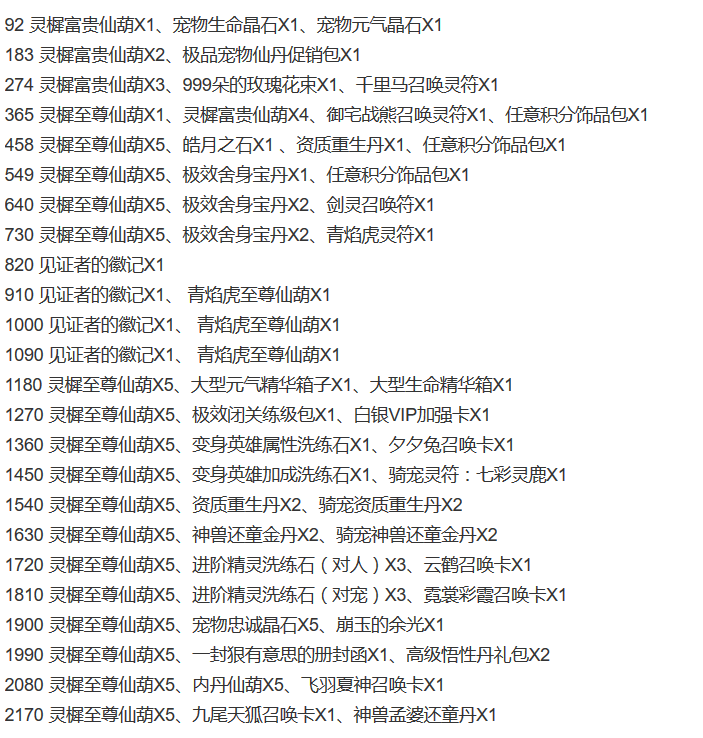 92 灵樨富贵仙葫X1、宠物生命晶石X1、宠物元气晶石X1
183 灵樨富贵仙葫X2、极品宠物仙丹促销包X1
274 灵樨富贵仙葫X3、999朵的玫瑰花束X1、千里马召唤灵符X1
365 灵樨至尊仙葫X1、灵樨富贵仙葫X4、御宅战熊召唤灵符X1、任意积分饰品包X1
458 灵樨至尊仙葫X5、皓月之石X1 、资质重生丹X1、任意积分饰品包X1
549 灵樨至尊仙葫X5、极效舍身宝丹X1、任意积分饰品包X1
640 灵樨至尊仙葫X5、极效舍身宝丹X2、剑灵召唤符X1
730 灵樨至尊仙葫X5、极效舍身宝丹X2、青焰虎灵符X1
820 见证者的徽记X1
910 见证者的徽记X1、 青焰虎至尊仙葫X1
1000 见证者的徽记X1、 青焰虎至尊仙葫X1
1090 见证者的徽记X1、 青焰虎至尊仙葫X1
1180 灵樨至尊仙葫X5、大型元气精华箱子X1、大型生命精华箱X1
1270 灵樨至尊仙葫X5、极效闭关练级包X1、白银VIP加强卡X1
1360 灵樨至尊仙葫X5、变身英雄属性洗练石X1、夕夕兔召唤卡X1
1450 灵樨至尊仙葫X5、变身英雄加成洗练石X1、骑宠灵符：七彩灵鹿X1
1540 灵樨至尊仙葫X5、资质重生丹X2、骑宠资质重生丹X2
1630 灵樨至尊仙葫X5、神兽还童金丹X2、骑宠神兽还童金丹X2
1720 灵樨至尊仙葫X5、进阶精灵洗练石（对人）X3、云鹤召唤卡X1
1810 灵樨至尊仙葫X5、进阶精灵洗练石（对宠）X3、霓裳彩霞召唤卡X1
1900 灵樨至尊仙葫X5、宠物忠诚晶石X5、崩玉的余光X1
1990 灵樨至尊仙葫X5、一封狠有意思的册封函X1、高级悟性丹礼包X2
2080 灵樨至尊仙葫X5、内丹仙葫X5、飞羽夏神召唤卡X1
2170 灵樨至尊仙葫X5、九尾天狐召唤卡X1、神兽孟婆还童丹X1